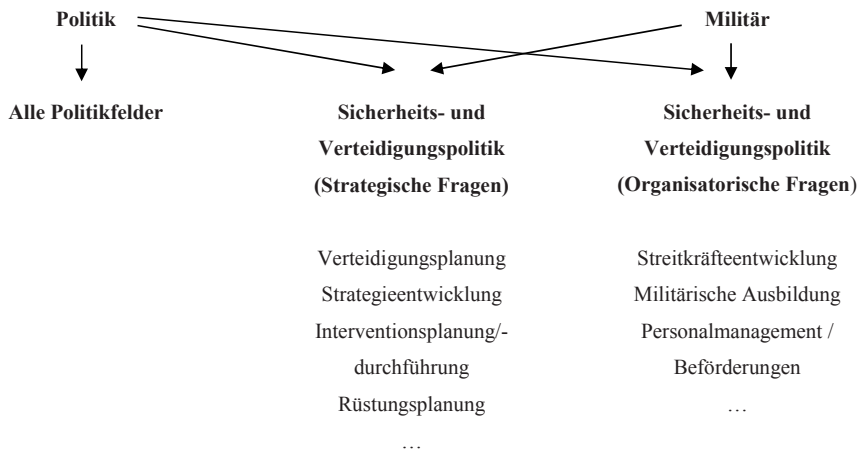 Politik
Militär
Alle Politikfelder
Sicherheits- und
Verteidigungspolitik
(Strategische Fragen)
Verteidigungsplanung
Strategieentwicklung
Interventionsplanung/-
durchführung
Rüstungsplanung
…
Sicherheits- und
Verteidigungspolitik
(Organisatorische Fragen)
Streitkräfteentwicklung
Militärische Ausbildung
Personalmanagement /
Beförderungen
…